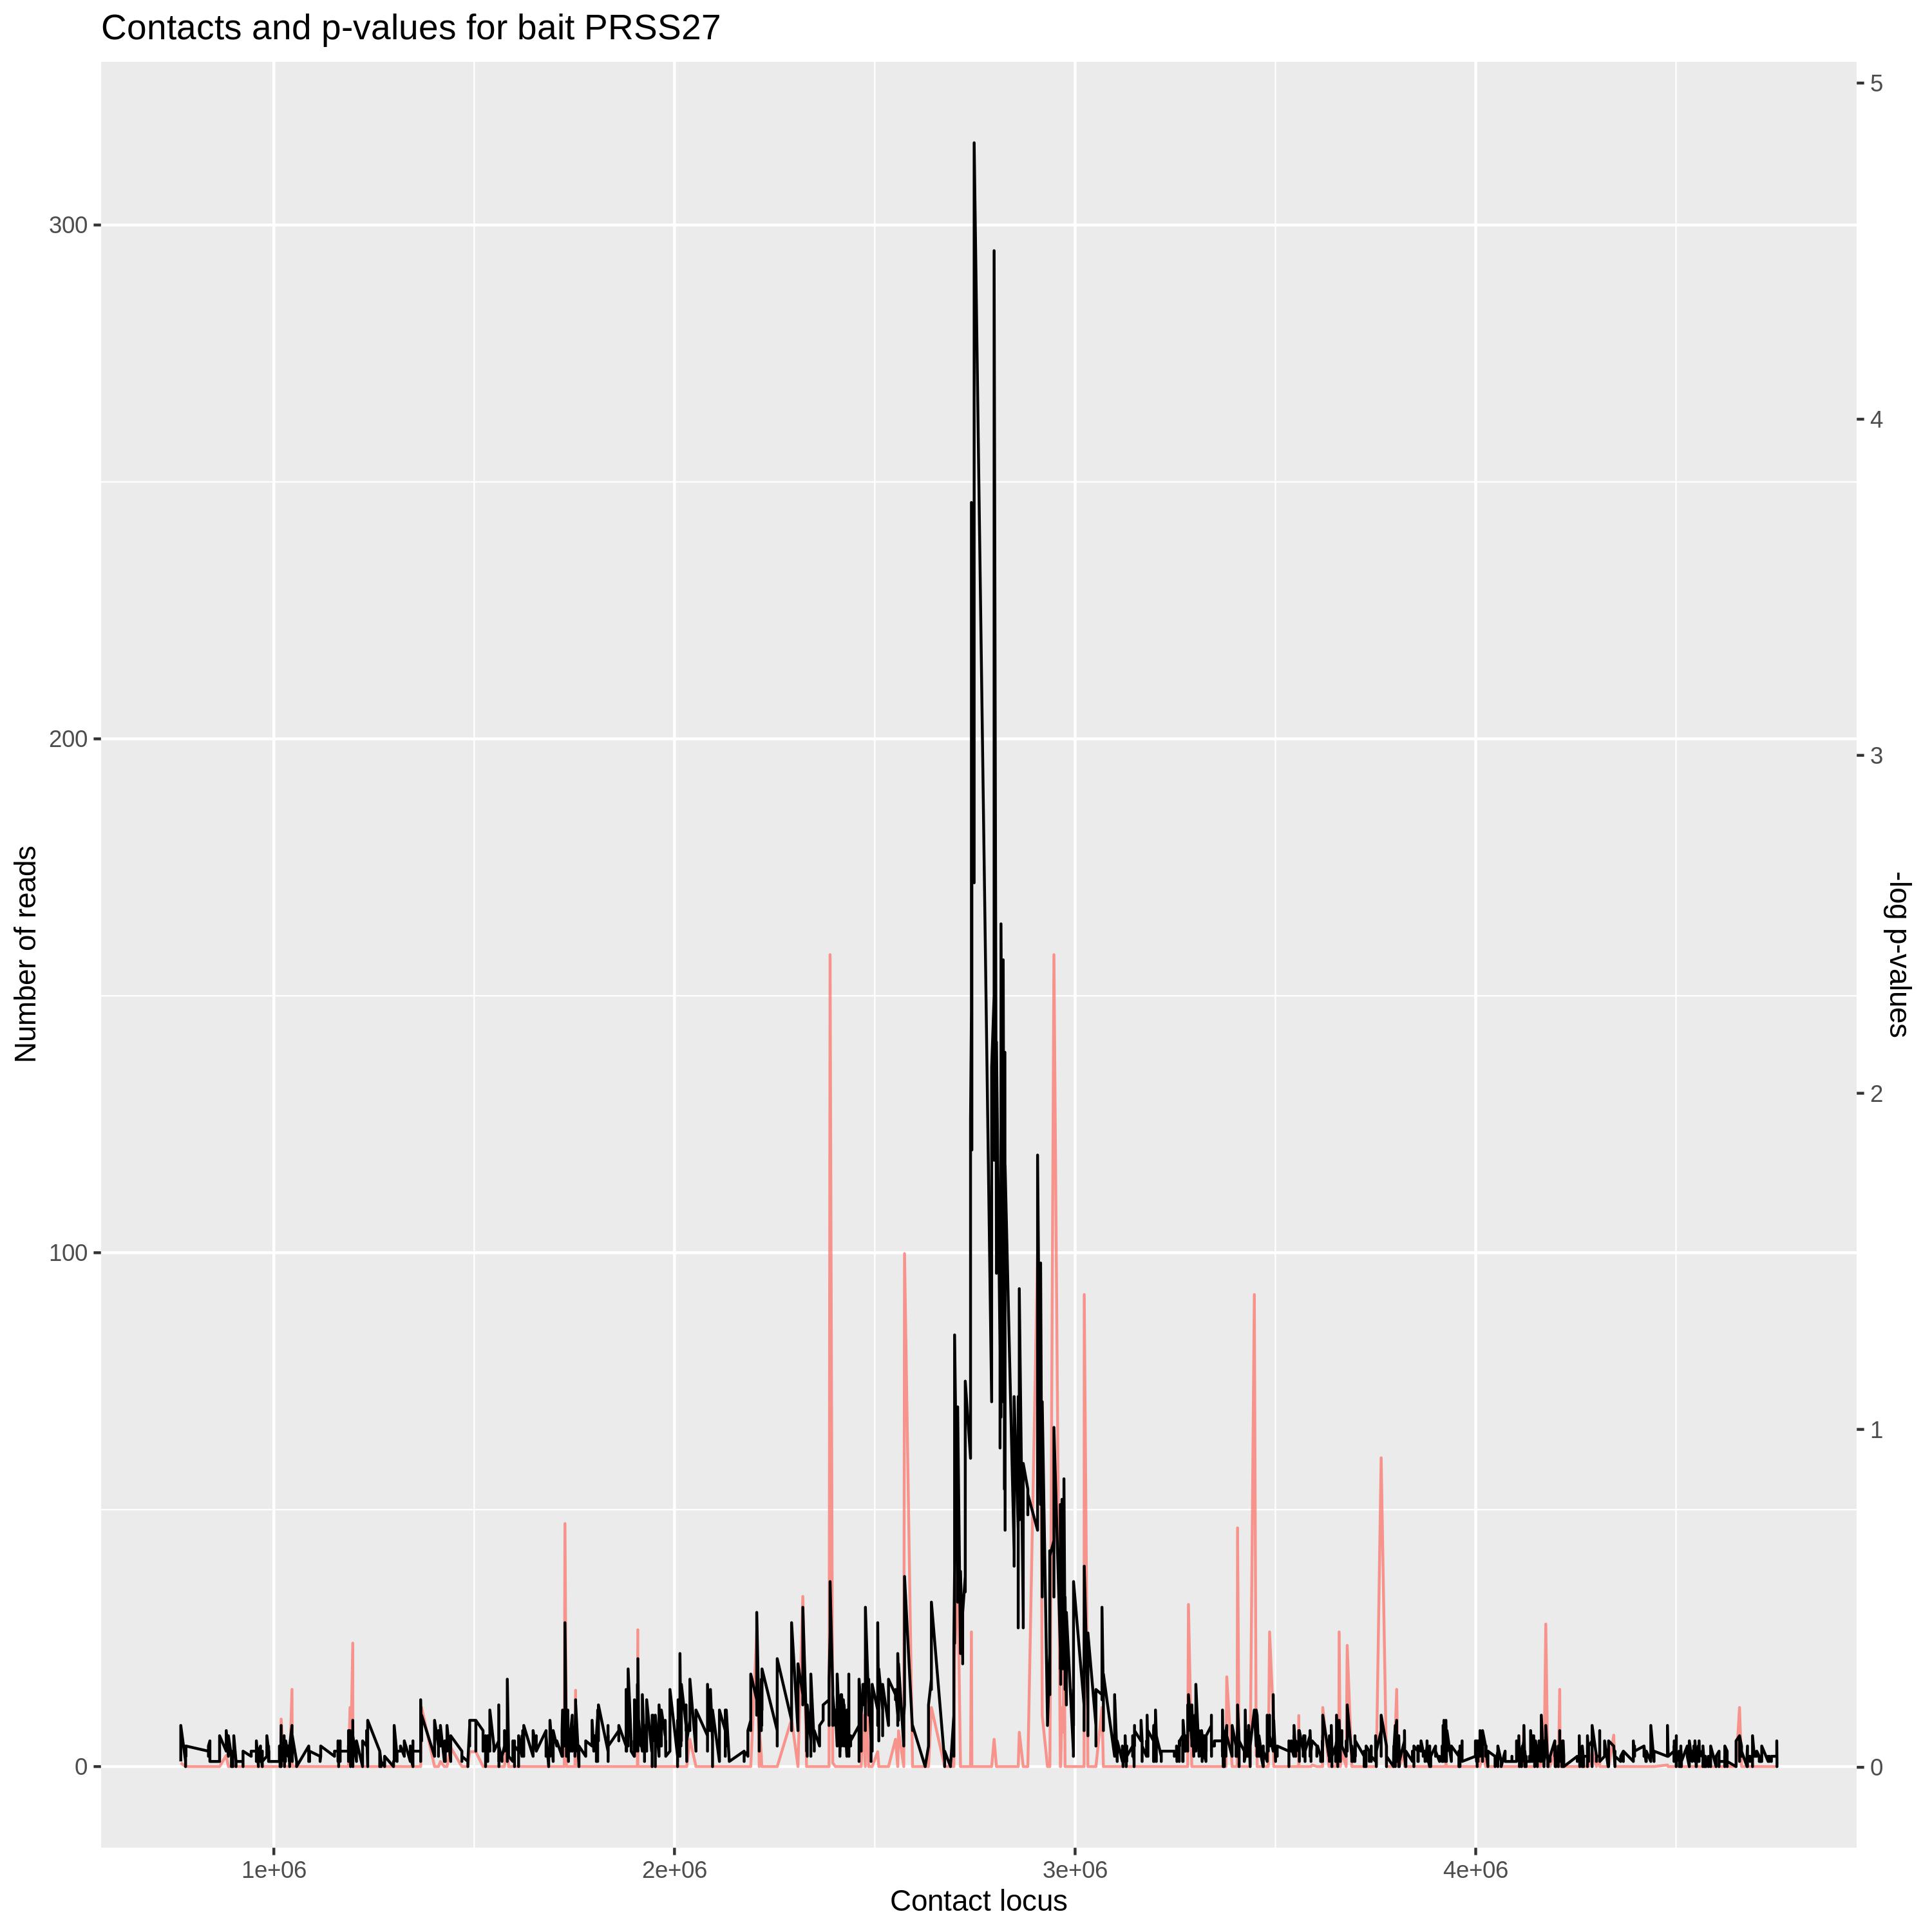 Contacts and p-values for bait PRSS27
5
300
4
200
3
Number of reads
-log p-values
2
100
1
0
0
1e+06
2e+06
3e+06
4e+06
Contact locus